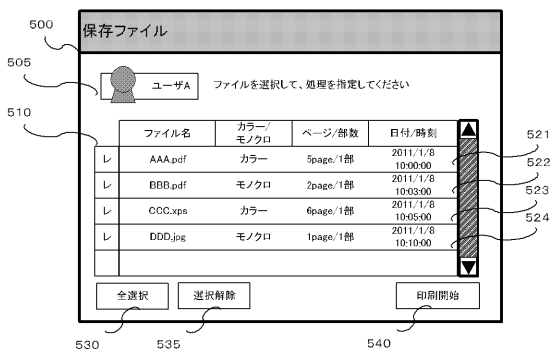 500
保存ファイル
505
ユーザA ファイルを選択して、処理を指定してください
510
ファイル名 カラー/モノクロ ページ/部数 日付/時刻
521
レ AAA.pdf カラー 5page/1部 2011/1/8 10:00:00
522
レ BBB.pdf モノクロ 2page/1部 2011/1/8 10:03:00
523
レ CCC.xps カラー 6page/1部 2011/1/8 10:05:00
524
レ DDD.jpg モノクロ 1page/1部 2011/1/8 10:10:00
全選択 選択解除 印刷開始
530 535 540